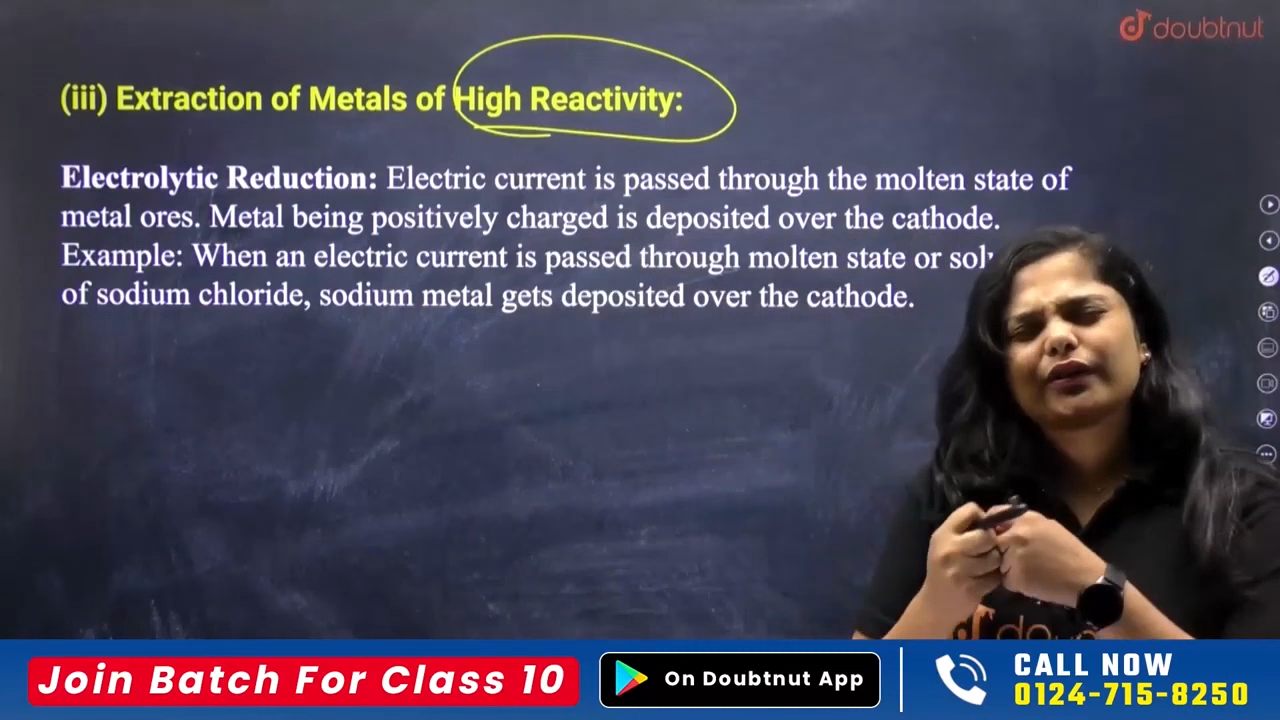 doubtnut
(iii) Extraction of Metals of High Reactivity:
Electrolytic Reduction: Electric current is passed through the molten state of
metal ores. Metal being positively charged is deposited over the cathode.
Example: When an electric current is passed through molten state or
of sodium chloride, sodium metal gets deposited over the cathode.
Join Batch For Class 10
On Doubtnut App
CALL NOW
0124-715-8250